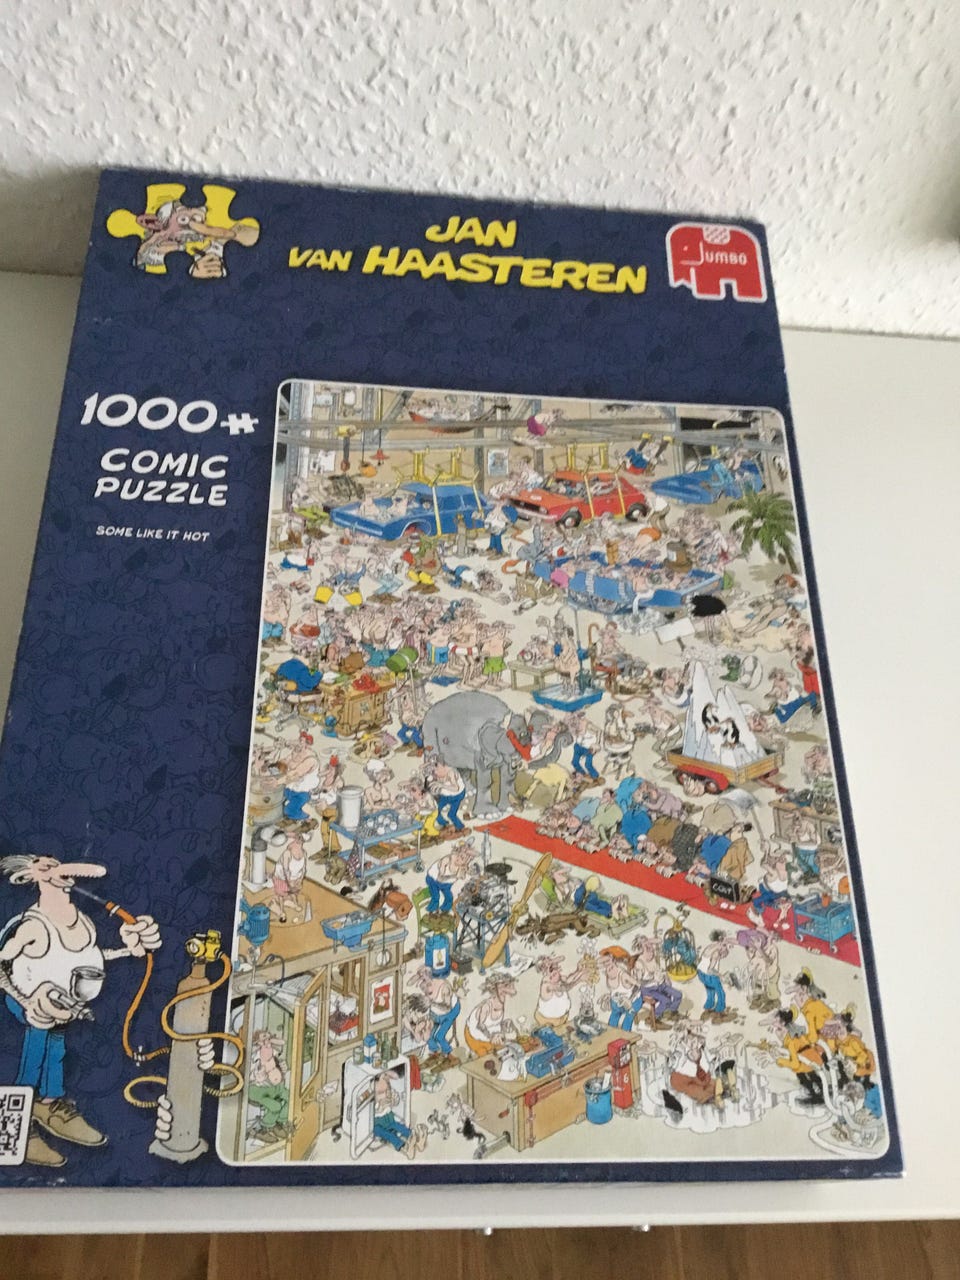 JAN
VAN HAASTEREN
JUMBO
1000
COMIC
PUZZLE
SOME LIKE IT HOT